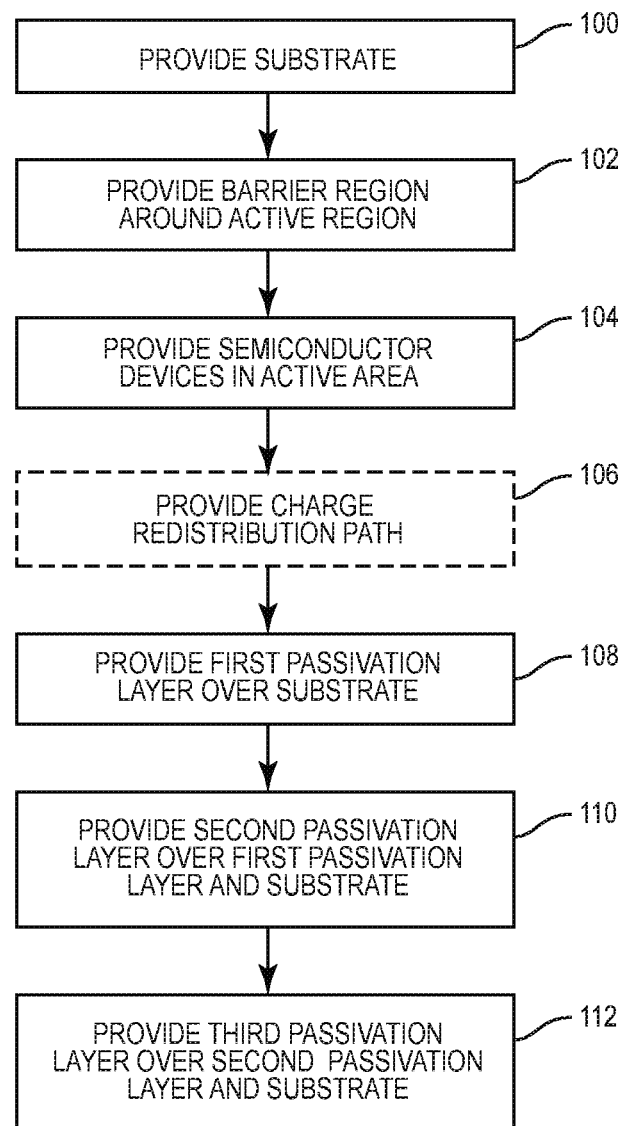 100
PROVIDE SUBSTRATE
102
PROVIDE BARRIER REGION
AROUND ACTIVE REGION
104
PROVIDE SEMICONDUCTOR
DEVICES IN ACTIVE AREA
106
PROVIDE CHARGE
REDISTRIBUTION PATH
108
PROVIDE FIRST PASSIVATION
LAYER OVER SUBSTRATE
110
PROVIDE SECOND PASSIVATION
LAYER OVER FIRST PASSIVATION
LAYER AND SUBSTRATE
112
PROVIDE THIRD PASSIVATION
LAYER OVER SECOND PASSIVATION
LAYER AND SUBSTRATE